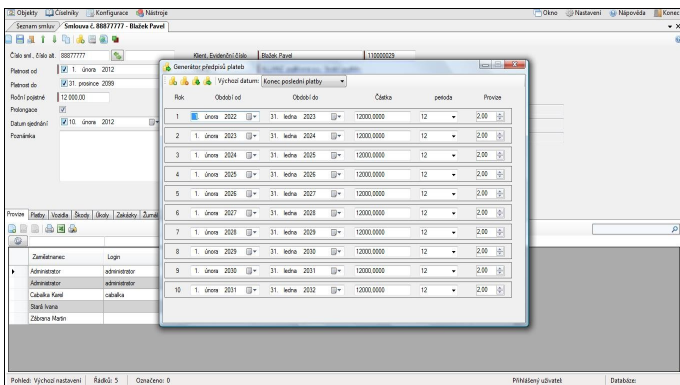 Objekty Číselníky Konfigurace Nástroje Okno Nastavení Nápověda Konec
Seznam smluv Smlouva č. 88877777 - Blažek Pavel
Číslo sml., číslo alt. 88877777 Klient, Evidenční číslo Blažek Pavel 110000029
Platnost od 1. února 2012
Platnost do 31. prosince 2099
Roční pojistné 12 000,00
Prolongace
Datum sjednání 10. února 2012
Poznámka
Generátor předpisů plateb
Výchozí datum: Konec poslední platby
Rok Období od Období do Částka perioda Provize
1 1. února 2022 31. ledna 2023 12000,0000 12 2,00
2 1. února 2023 31. ledna 2024 12000,0000 12 2,00
3 1. února 2024 31. ledna 2025 12000,0000 12 2,00
4 1. února 2025 31. ledna 2026 12000,0000 12 2,00
5 1. února 2026 31. ledna 2027 12000,0000 12 2,00
6 1. února 2027 31. ledna 2028 12000,0000 12 2,00
7 1. února 2028 31. ledna 2029 12000,0000 12 2,00
8 1. února 2029 31. ledna 2030 12000,0000 12 2,00
9 1. února 2030 31. ledna 2031 12000,0000 12 2,00
10 1. února 2031 31. ledna 2032 12000,0000 12 2,00
Provize Platby Vozidla Škody Úkoly Zakázky Žurnál
Zaměstnanec Login
Administrator administrator
Administrator administrator
Cabalka Karel cabalka
Stará Ivana
Zábrana Martin
Pohled: Výchozí nastavení Řádků: 5 Označeno: 0 Přihlášený uživatel: Databáze: